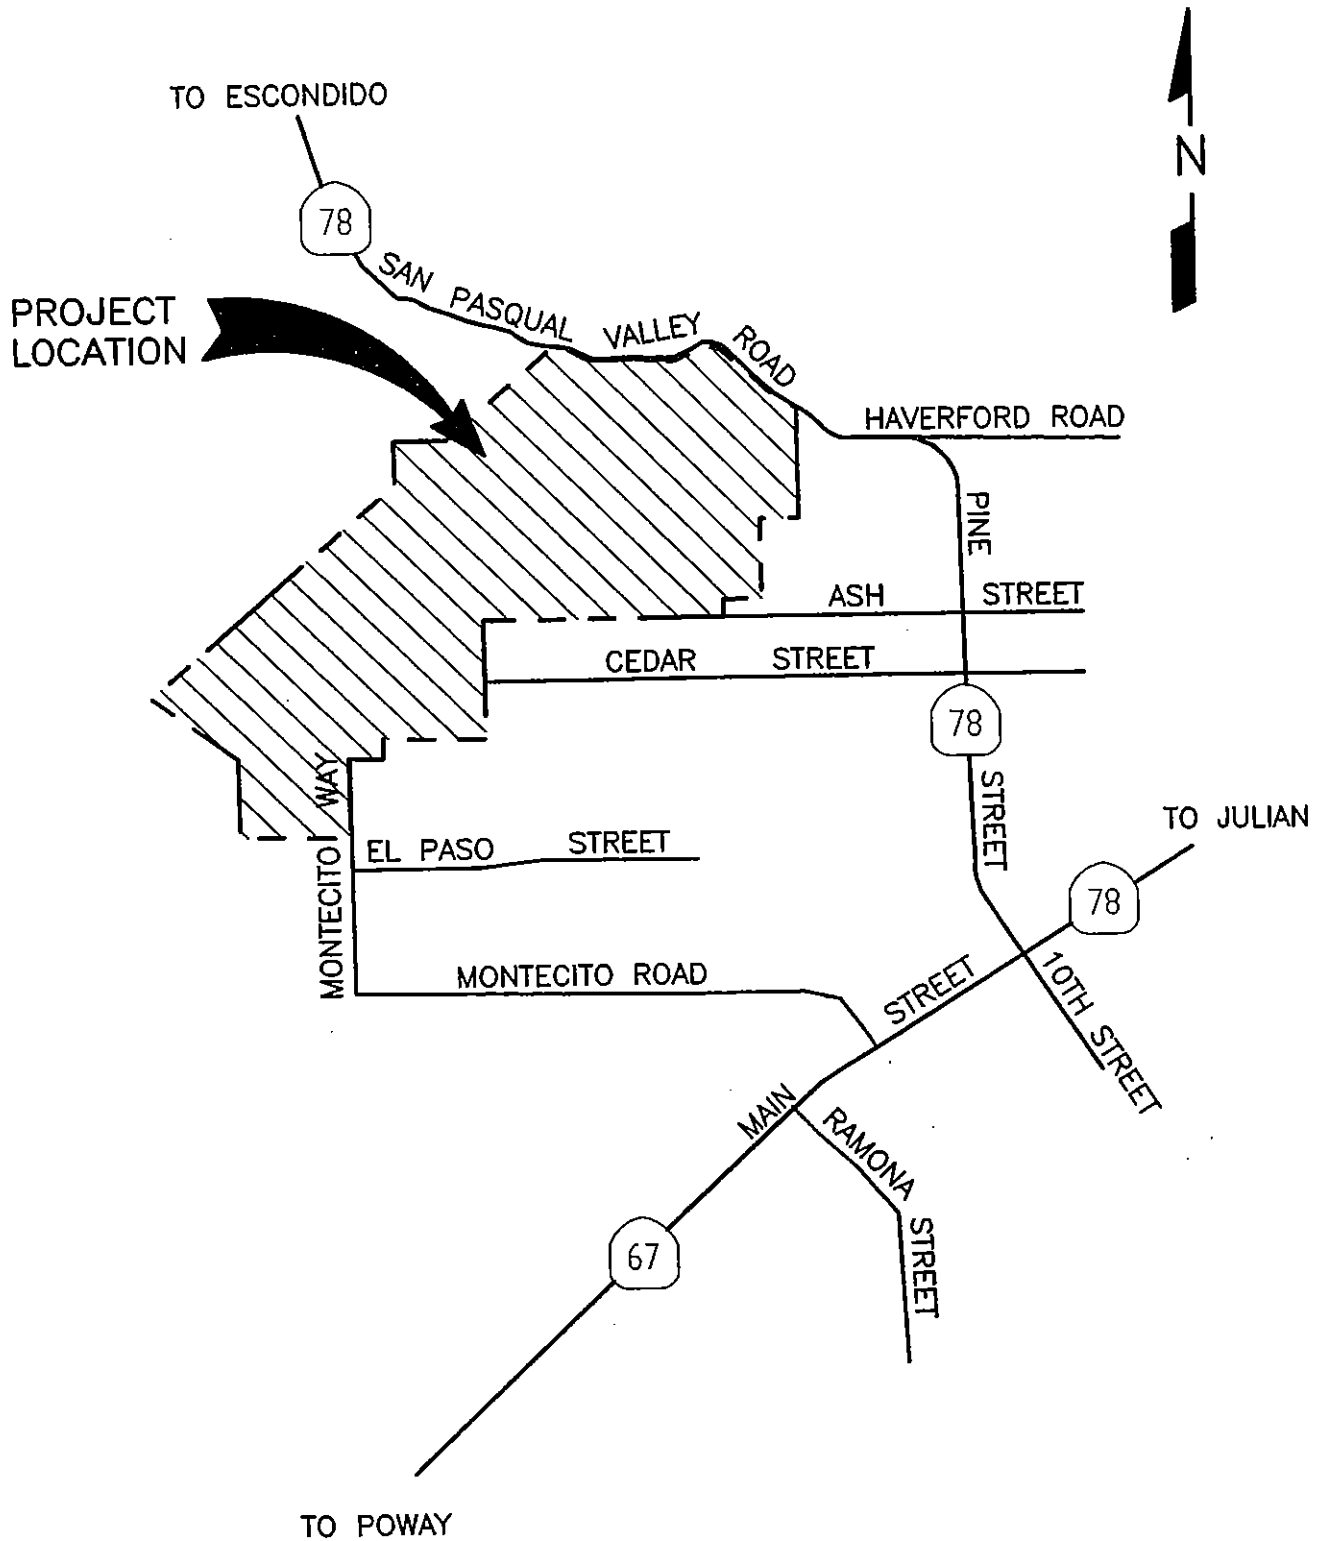 N
TO ESCONDIDO
78
SAN PASQUAL VALLEY ROAD
PROJECT
LOCATION
HAVERFORD ROAD
PINE
ASH STREET
CEDAR STREET
78
STREET
MONTECITO WAY
TO JULIAN
EL PASO STREET
78
MONTECITO ROAD
MAIN STREET
10TH STREET
RAMONA STREET
67
TO POWAY